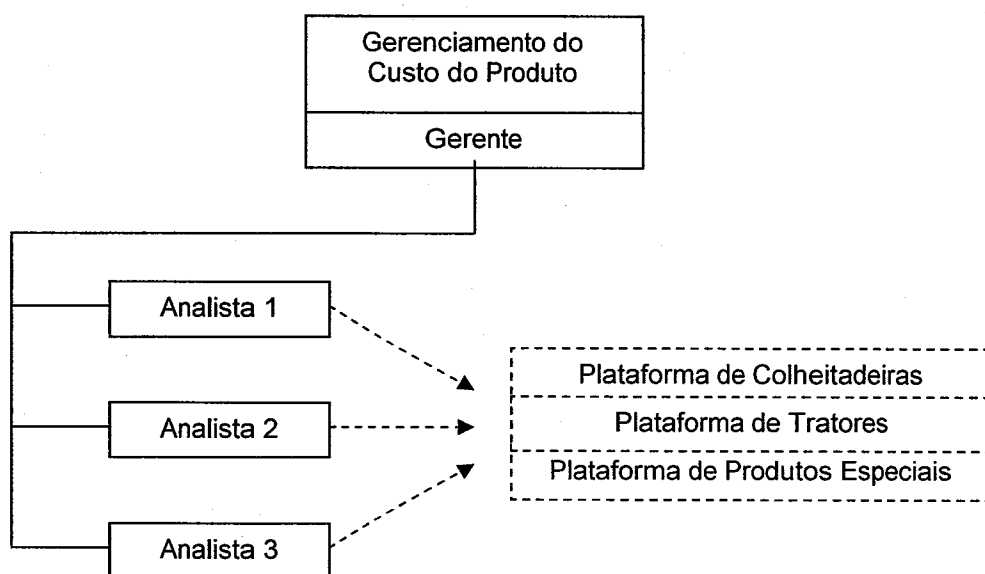 Gerenciamento do
Custo do Produto
Gerente
Analista 1
Analista 2
Analista 3
Plataforma de Colheitadeiras
Plataforma de Tratores
Plataforma de Produtos Especiais